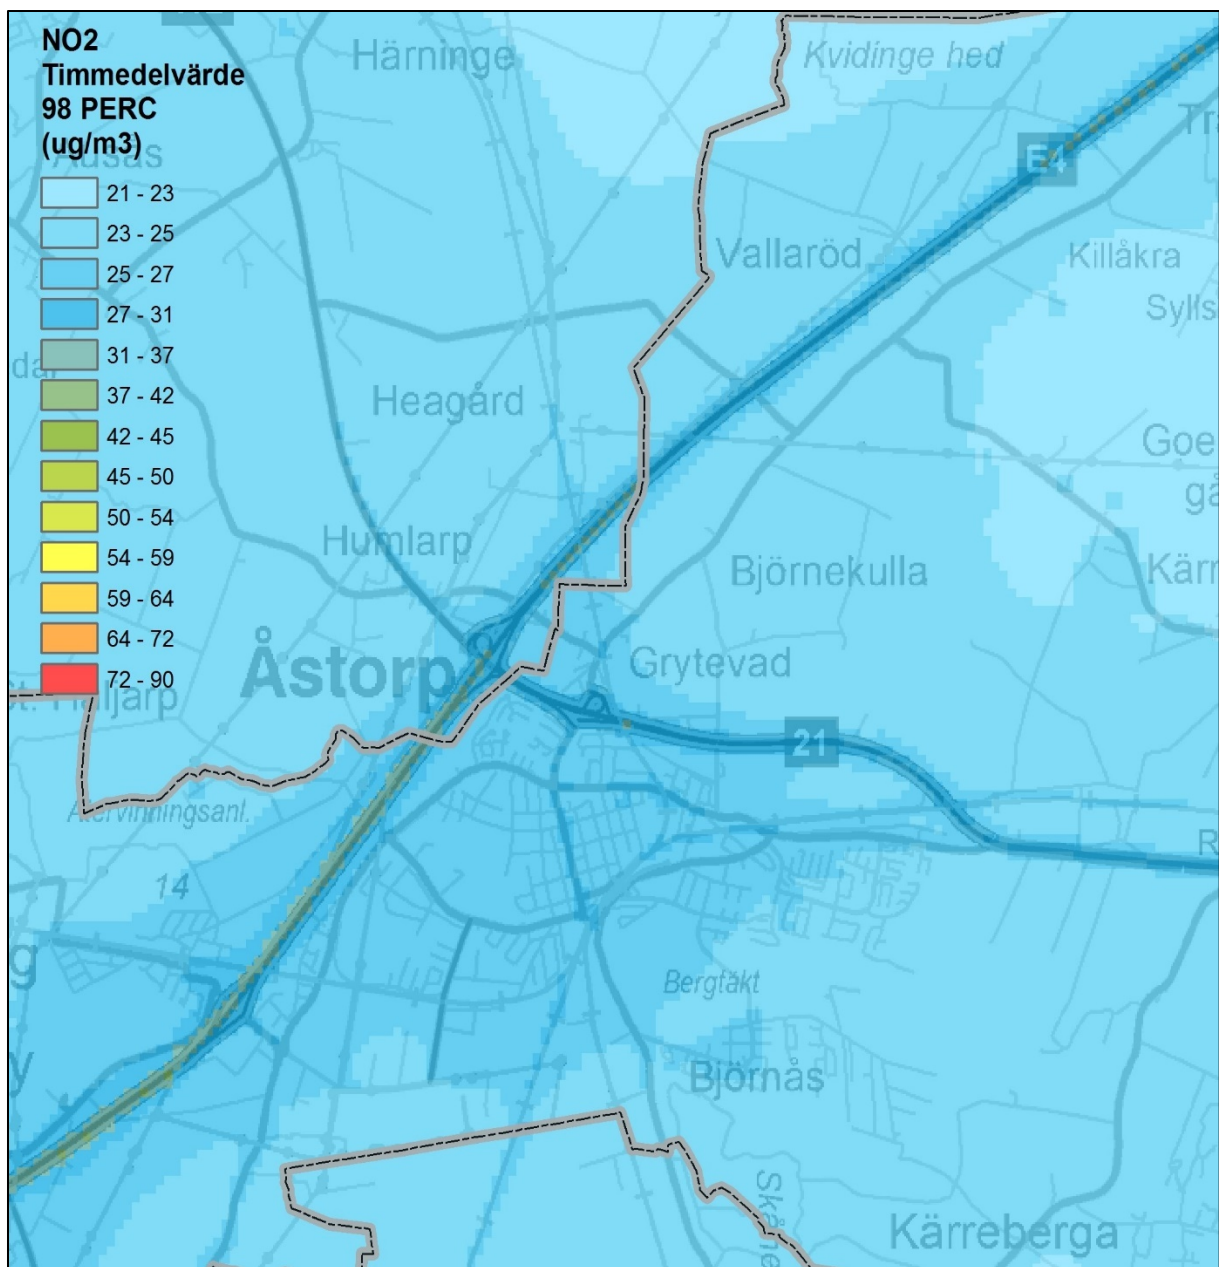 NO2
Timmedelvärde
98 PERC
(ug/m3)
21 - 23
23 - 25
25 - 27
27 - 31
31 - 37
37 - 42
42 - 45
45 - 50
50 - 54
54 - 59
59 - 64
64 - 72
72 - 90
Härninge
Kvidinge hed
E4
Vallaröd
Killåkra
Heagård
Humlarp
Björnekulla
Åstorp
Grytevad
21
Återvinningsanl.
14
Bergtäkt
Björnås
Kärreberga